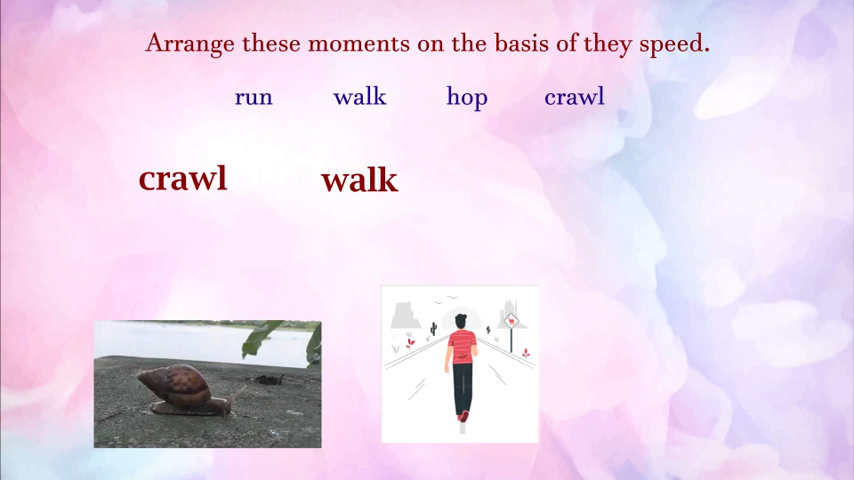 Arrange these moments on the basis of they speed.
run walk hop crawl
crawl walk